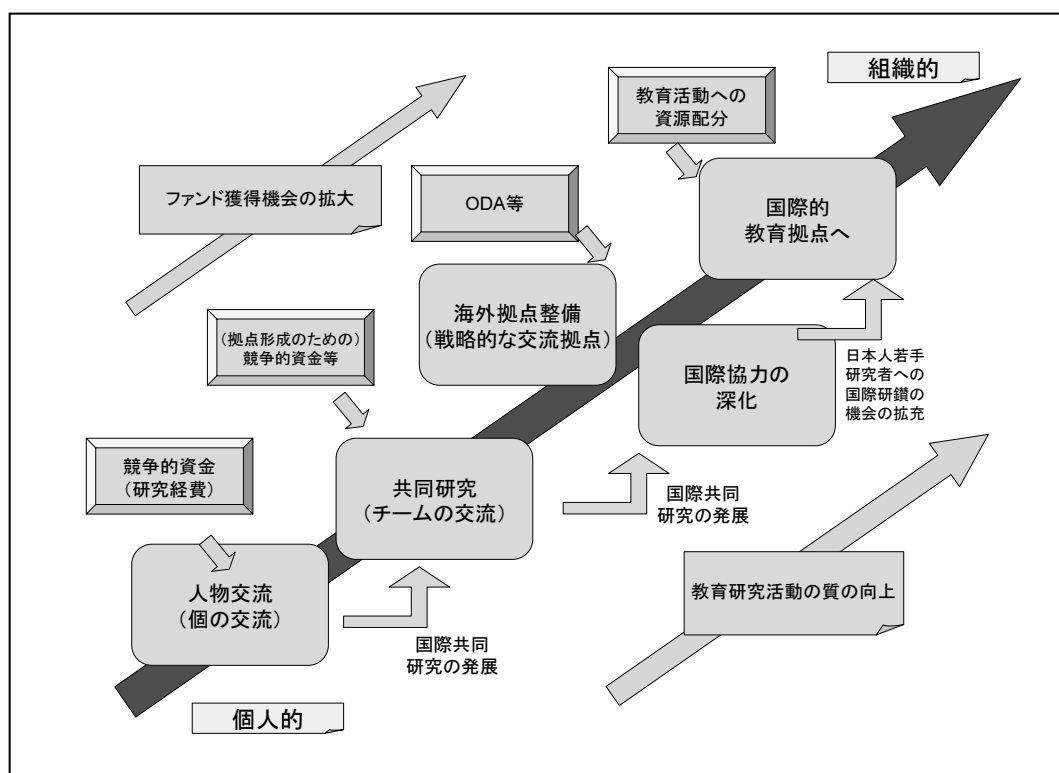 組織的
教育活動への
資源配分
ファンド獲得機会の拡大
ODA等
国際的
教育拠点へ
海外拠点整備
（戦略的な交流拠点）
（拠点形成のための）
競争的資金等
国際協力の
深化
日本人若手
研究者への
国際研鑽の
機会の拡充
競争的資金
（研究経費）
共同研究
（チームの交流）
国際共同
研究の発展
人物交流
（個の交流）
教育研究活動の質の向上
国際共同
研究の発展
個人的